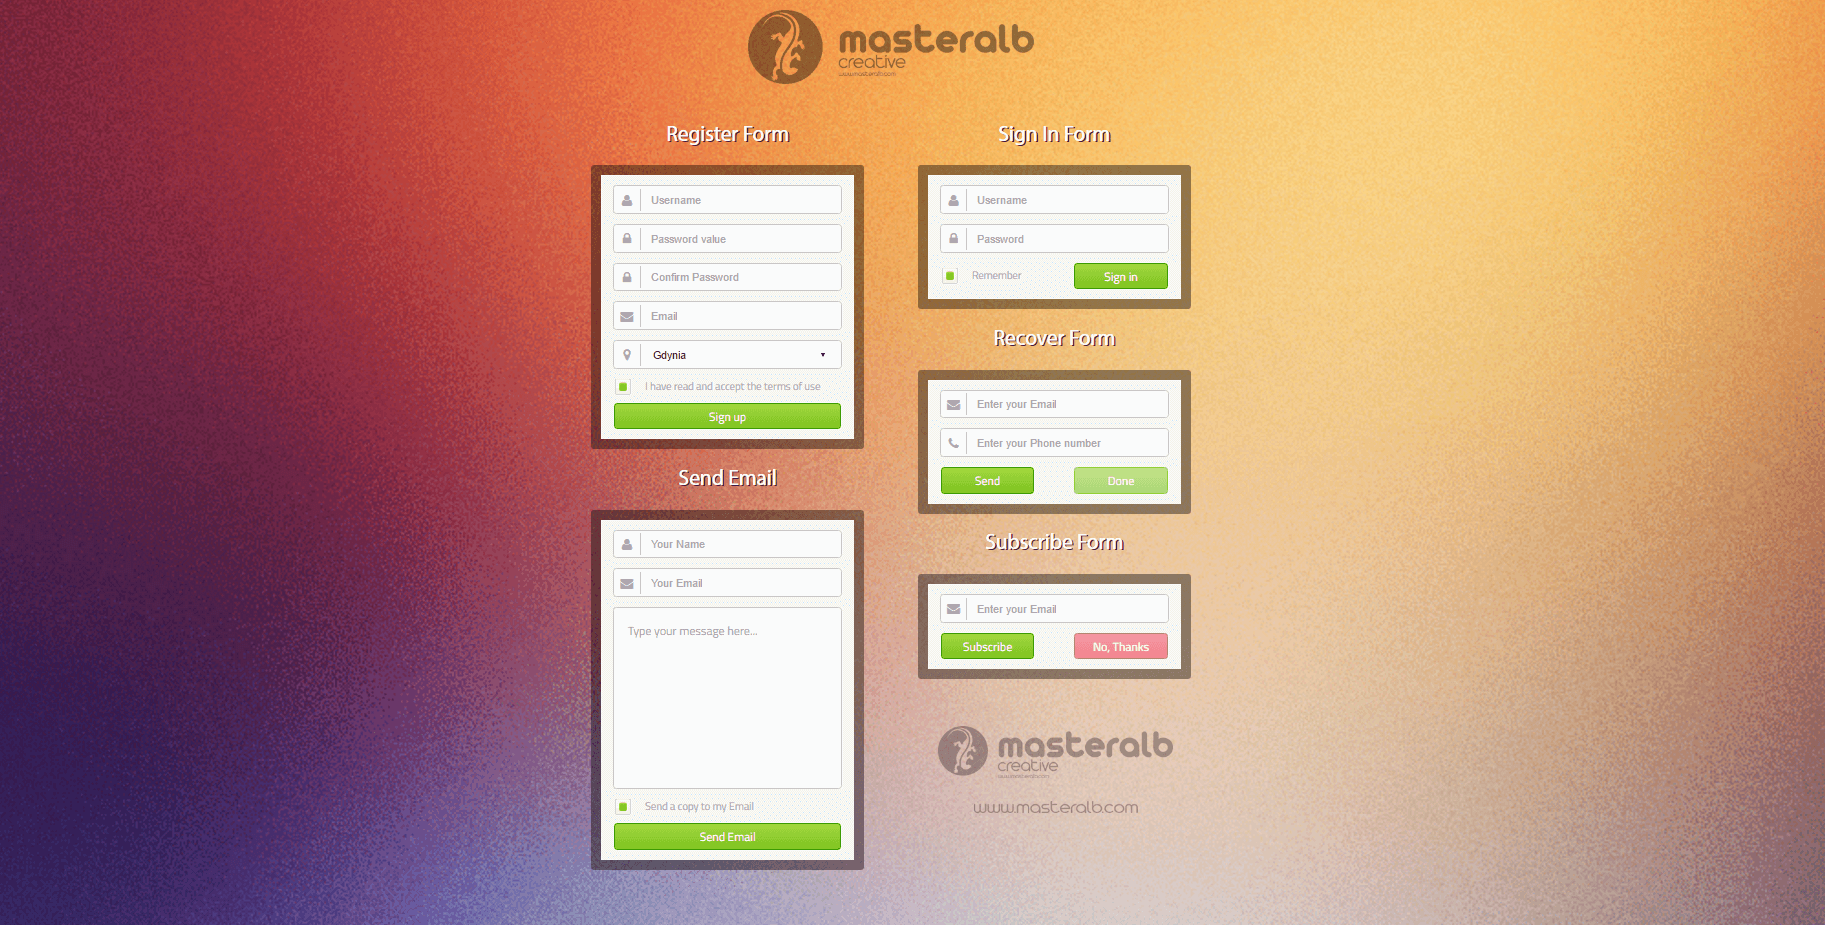 masteralb
creative
www.masteralb.com
Register Form
Username
Password value
Confirm Password
Email
Gdynia
I have read and accept the terms of use
Sign up
Send Email
Your Name
Your Email
Type your message here...
Send a copy to my Email
Send Email
Sign In Form
Username
Password
Remember
Sign in
Recover Form
Enter your Email
Enter your Phone number
Send
Done
Subscribe Form
Enter your Email
Subscribe
No, Thanks
masteralb
creative
www.masteralb.com
www.masteralb.com